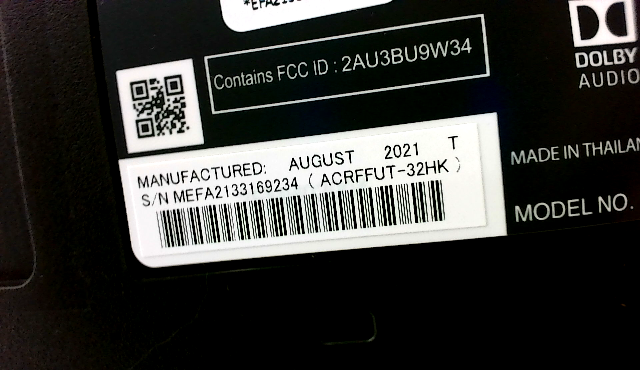 Contains FCC ID : 2AU3BU9W34
DOLBY
AUDIO
MANUFACTURED: AUGUST 2021 T
S/N MEFA2133169234 ( ACRFFUT-32HK )
MADE IN THAILAN
MODEL NO.